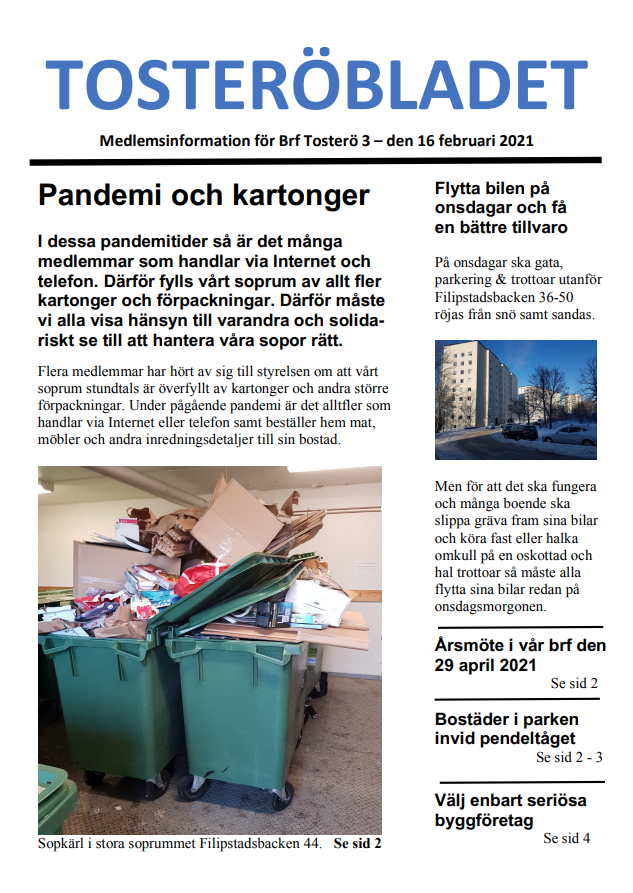 TOSTERÖBLADET
Medlemsinformation för Brf Tosterö 3 – den 16 februari 2021
Pandemi och kartonger
I dessa pandemitider så är det många
medlemmar som handlar via Internet och
telefon. Därför fylls vårt soprum av allt fler
kartonger och förpackningar. Därför måste
vi alla visa hänsyn till varandra och solida-
riskt se till att hantera våra sopor rätt.
Flera medlemmar har hört av sig till styrelsen om att vårt
soprum stundtals är överfyllt av kartonger och andra större
förpackningar. Under pågående pandemi är det alltfler som
handlar via Internet eller telefon samt beställer hem mat,
möbler och andra inredningsdetaljer till sin bostad.
Sopkärl i stora soprummet Filipstadsbacken 44. Se sid 2
Flytta bilen på
onsdagar och få
en bättre tillvaro
På onsdagar ska gata,
parkering & trottoar utanför
Filipstadsbacken 36-50
röjas från snö samt sandas.
Men för att det ska fungera
och många boende ska
slippa gräva fram sina bilar
och köra fast eller halka
omkull på en oskottad och
hal trottoar så måste alla
flytta sina bilar redan på
onsdagsmorgonen.
Årsmöte i vår brf den
29 april 2021
Se sid 2
Bostäder i parken
invid pendeltåget
Se sid 2 - 3
Välj enbart seriösa
byggföretag
Se sid 4